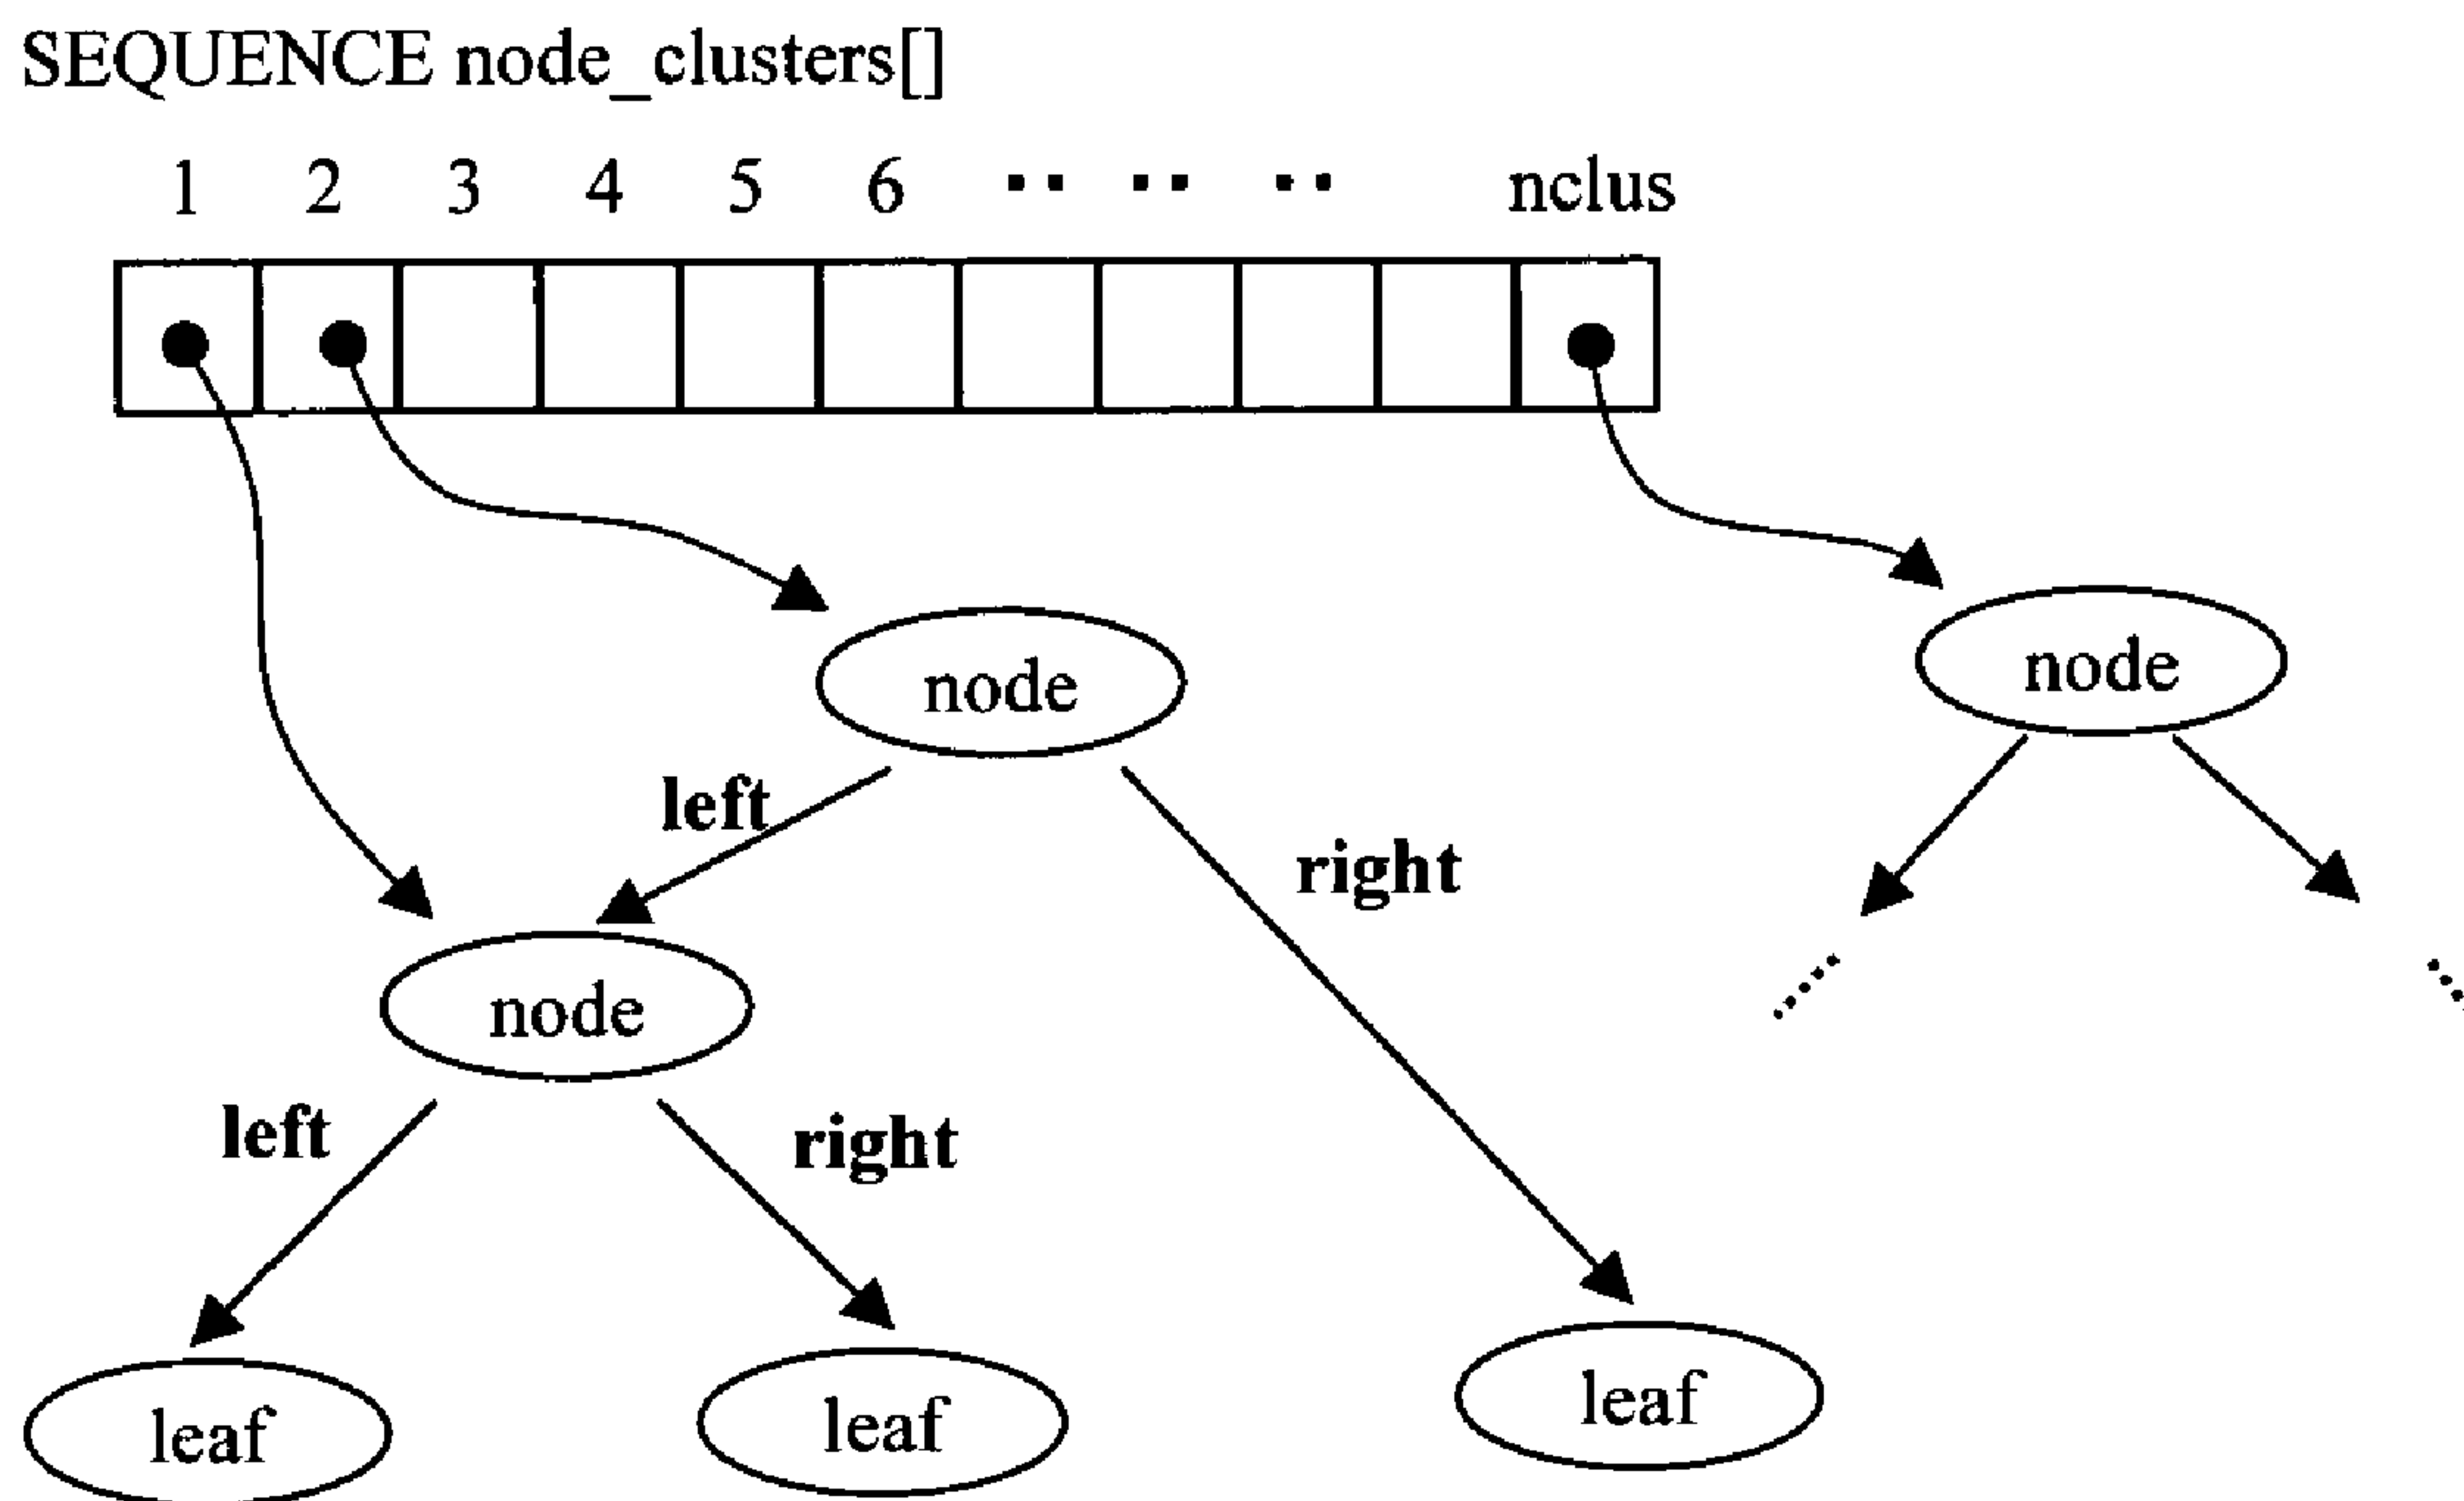 SEQUENCE node_clusters[]
1 2 3 4 5 6 .. .. .. nclus
node
node
left
right
node
left
right
leaf
leaf
leaf